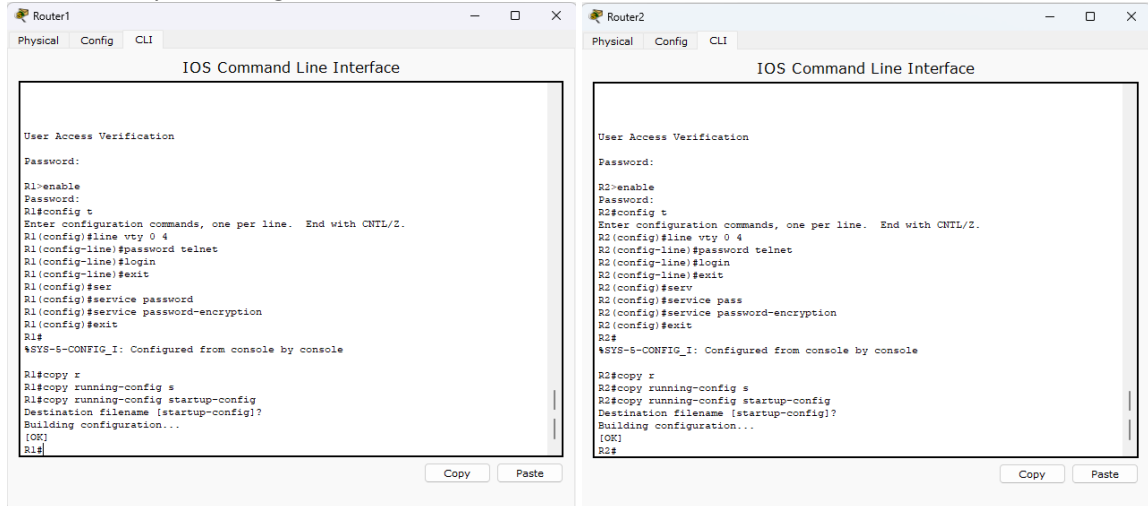 Router1
Physical Config CLI
IOS Command Line Interface
User Access Verification
Password:
R1>enable
Password:
R1#config t
Enter configuration commands, one per line. End with CNTL/Z.
R1(config)#line vty 0 4
R1(config-line)#password telnet
R1(config-line)#login
R1(config-line)#exit
R1(config)#ser
R1(config)#service password
R1(config)#service password-encryption
R1(config)#exit
R1#
%SYS-5-CONFIG_I: Configured from console by console
R1#copy r
R1#copy running-config s
R1#copy running-config startup-config
Destination filename [startup-config]?
Building configuration...
[OK]
R1#
Copy Paste
Router2
Physical Config CLI
IOS Command Line Interface
User Access Verification
Password:
R2>enable
Password:
R2#config t
Enter configuration commands, one per line. End with CNTL/Z.
R2(config)#line vty 0 4
R2(config-line)#password telnet
R2(config-line)#login
R2(config-line)#exit
R2(config)#serv
R2(config)#service pass
R2(config)#service password-encryption
R2(config)#exit
R2#
%SYS-5-CONFIG_I: Configured from console by console
R2#copy r
R2#copy running-config s
R2#copy running-config startup-config
Destination filename [startup-config]?
Building configuration...
[OK]
R2#
Copy Paste